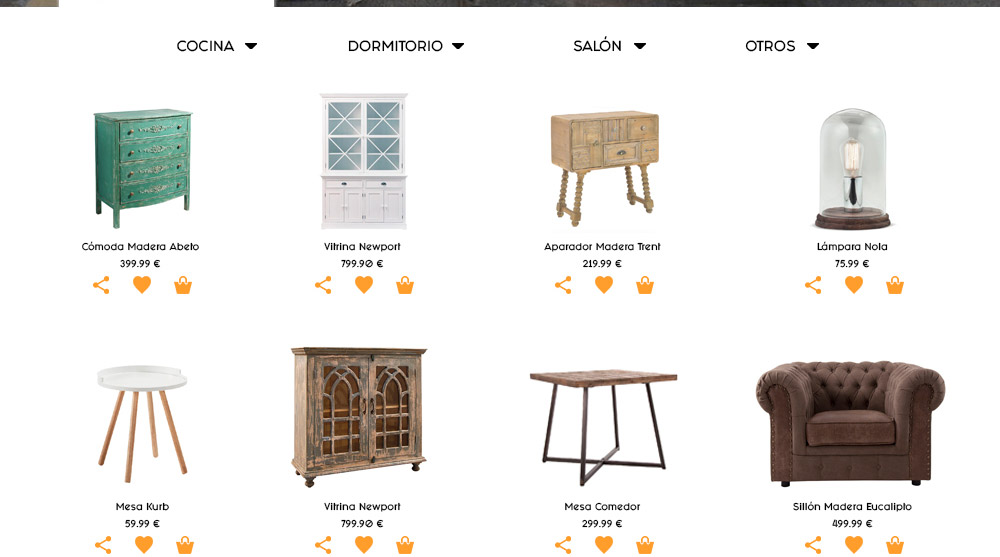 COCINA DORMITORIO SALÓN OTROS
Cómoda Madera Abeto Vitrina Newport Aparador Madera Trent Lámpara Nola
399.99 € 799.90 € 219.99 € 75.99 €
Mesa Kurb Vitrina Newport Mesa Comedor Sillón Madera Eucalipto
59.99 € 799.90 € 299.99 € 499.99 €